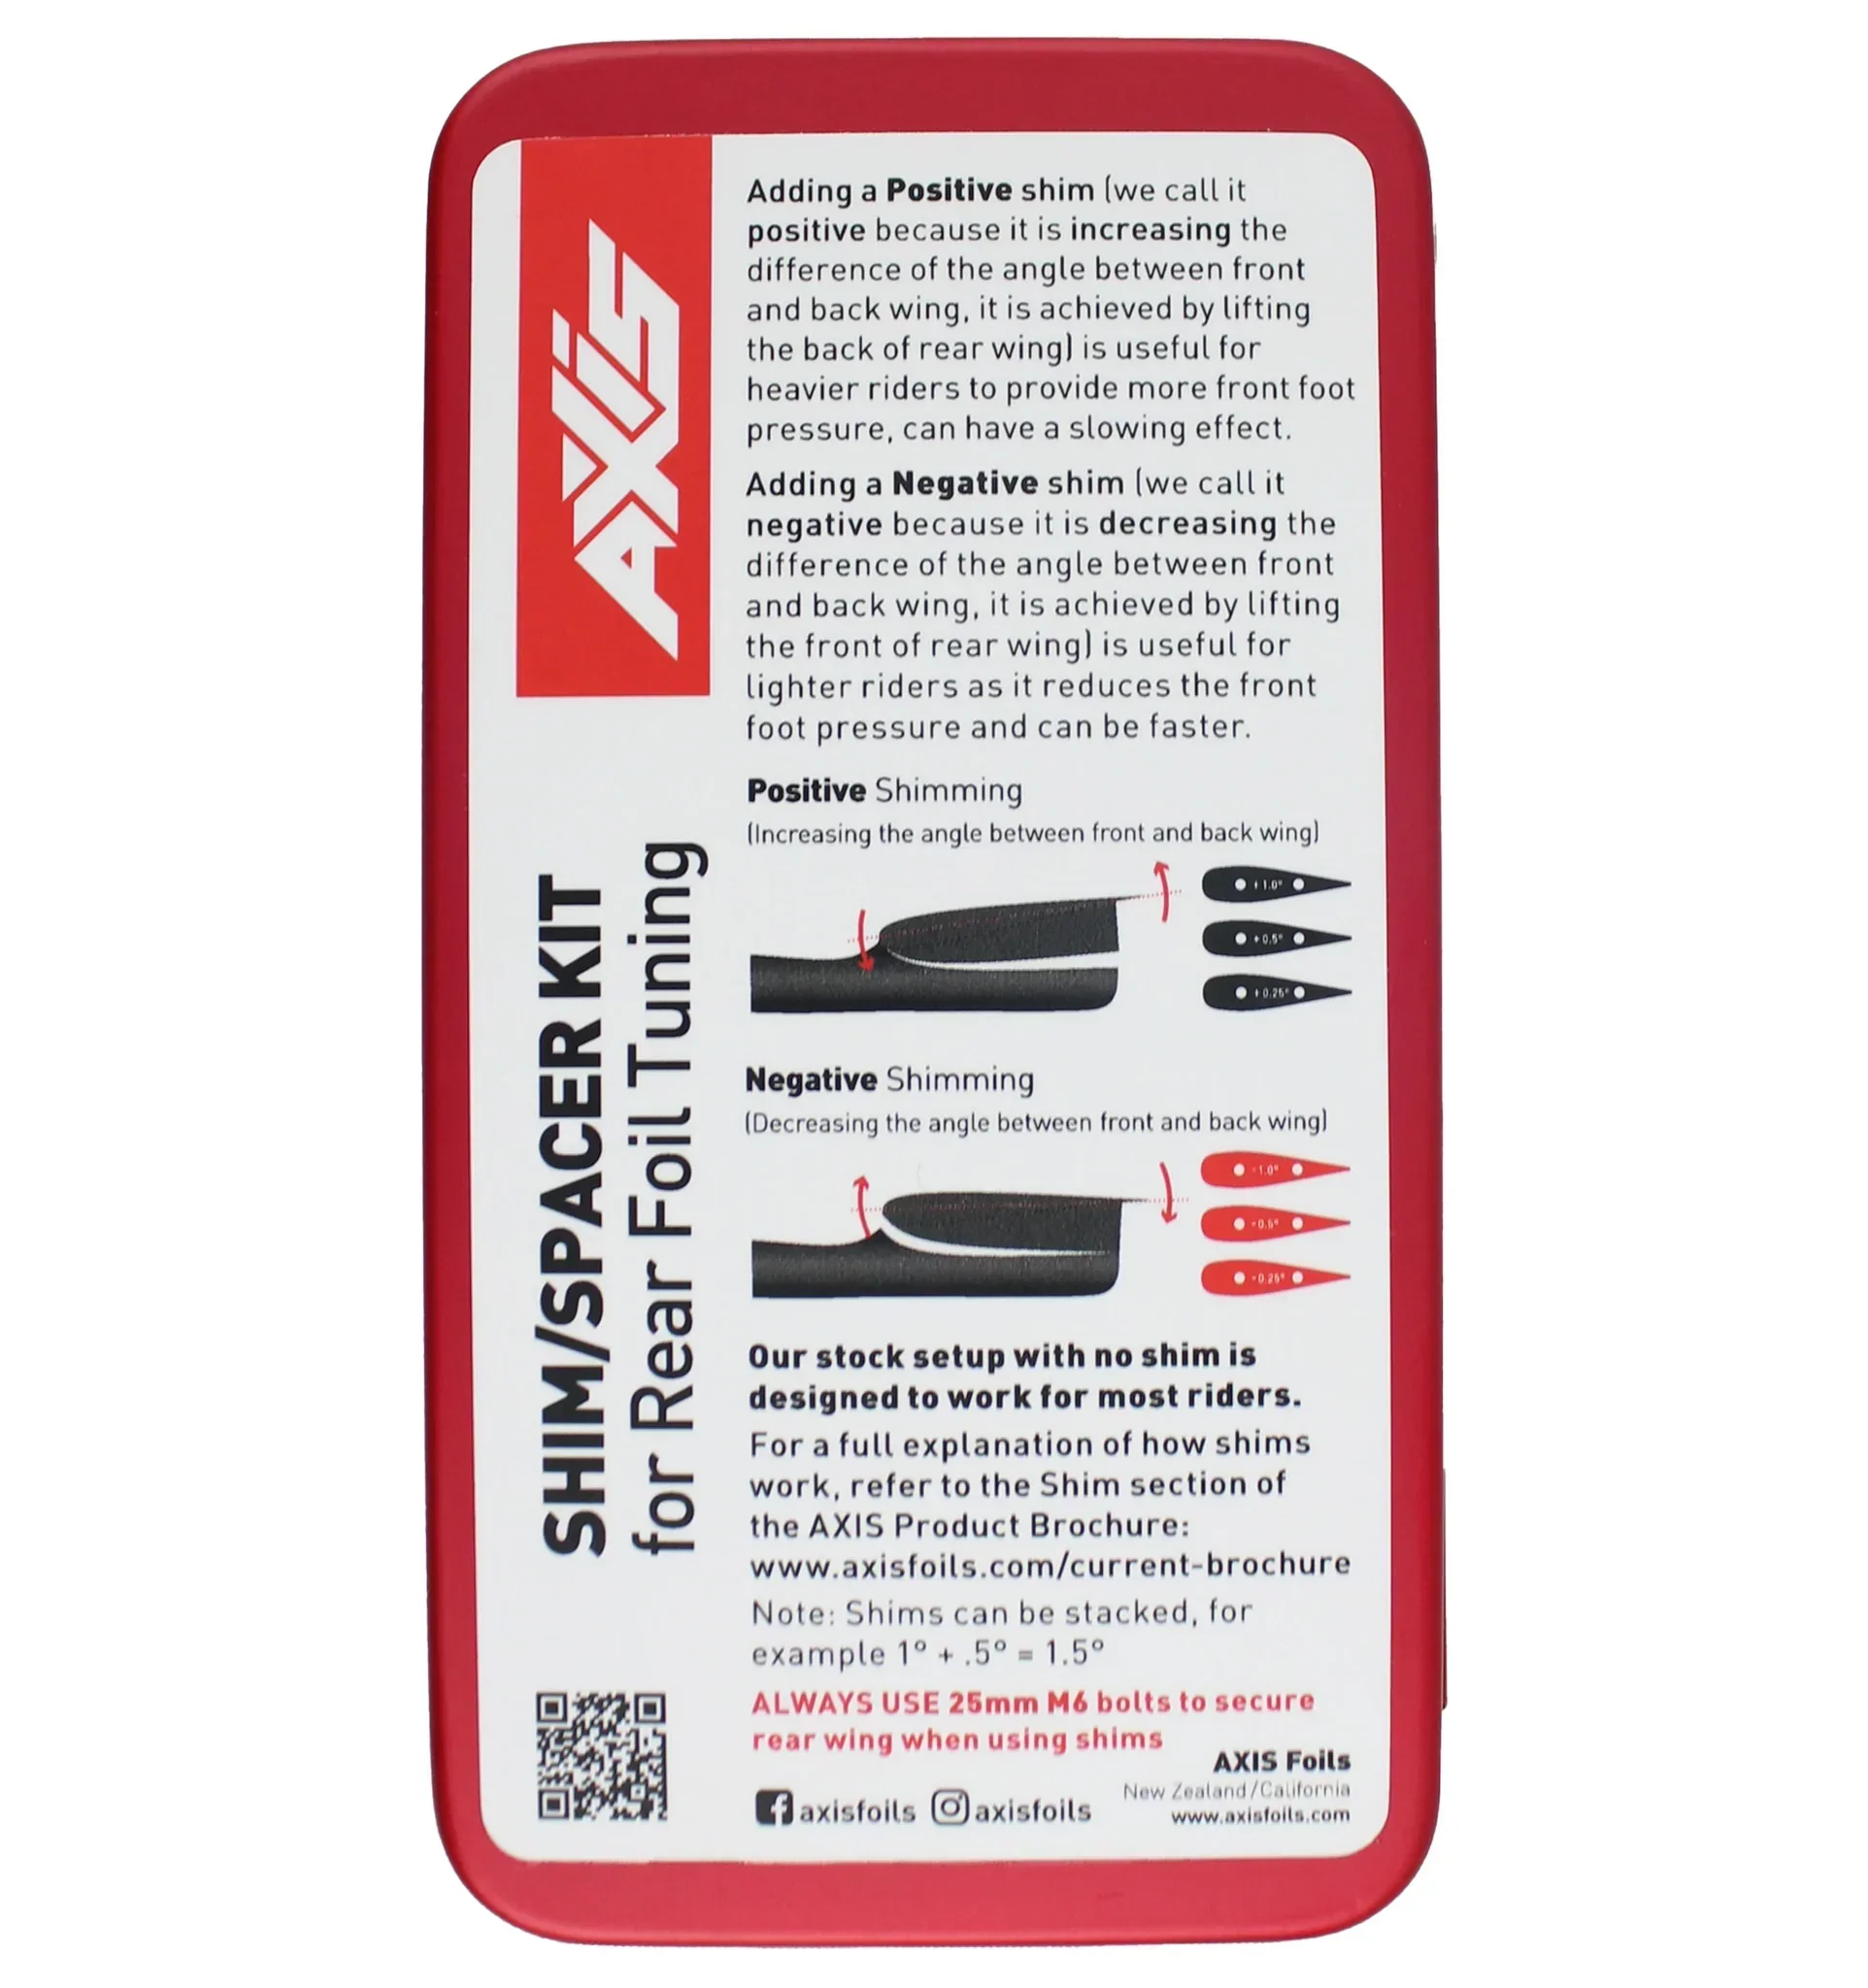 AXIS
SHIM/SPACER KIT
for Rear Foil Tuning
Adding a Positive shim (we call it
positive because it is increasing the
difference of the angle between front
and back wing, it is achieved by lifting
the back of rear wing) is useful for
heavier riders to provide more front foot
pressure, can have a slowing effect.
Adding a Negative shim (we call it
negative because it is decreasing the
difference of the angle between front
and back wing, it is achieved by lifting
the front of rear wing) is useful for
lighter riders as it reduces the front
foot pressure and can be faster.
Positive Shimming
(Increasing the angle between front and back wing)
+1.0°
+0.5°
+0.25°
Negative Shimming
(Decreasing the angle between front and back wing)
-1.0°
-0.5°
-0.25°
Our stock setup with no shim is
designed to work for most riders.
For a full explanation of how shims
work, refer to the Shim section of
the AXIS Product Brochure:
www.axisfoils.com/current-brochure
Note: Shims can be stacked, for
example 1° + .5° = 1.5°
ALWAYS USE 25mm M6 bolts to secure
rear wing when using shims
axisfoils axisfoils
AXIS Foils
New Zealand/California
www.axisfoils.com